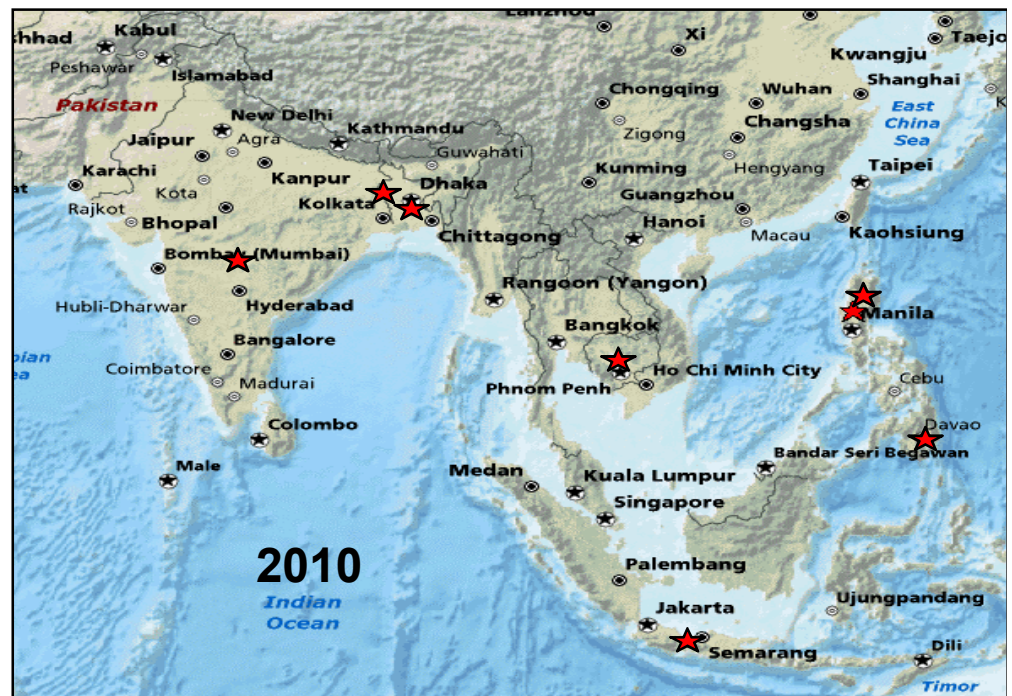 Kabul
Xi
Taejo
Kwangju
Peshawar
Islamabad
Shanghai
Chongqing
Wuhan
Pakistan
East
China
Sea
New Delhi
Changsha
Zigong
Kathmandu
Jaipur
Agra
Guwahati
Hengyang
Taipei
Kunming
Karachi
Kota
Kanpur
Dhaka
Guangzhou
Rajkot
Kolkata
Hanoi
Bhopal
Chittagong
Macau
Kaohsiung
Bombay (Mumbai)
Rangoon (Yangon)
Hubli-Dharwar
Hyderabad
Manila
Bangkok
Bangalore
Coimbatore
Ho Chi Minh City
Madurai
Phnom Penh
Cebu
Colombo
Davao
Bandar Seri Begawan
Male
Medan
Kuala Lumpur
Singapore
2010
Palembang
Indian
Ocean
Jakarta
Ujungpandang
Semarang
Dili
Timor